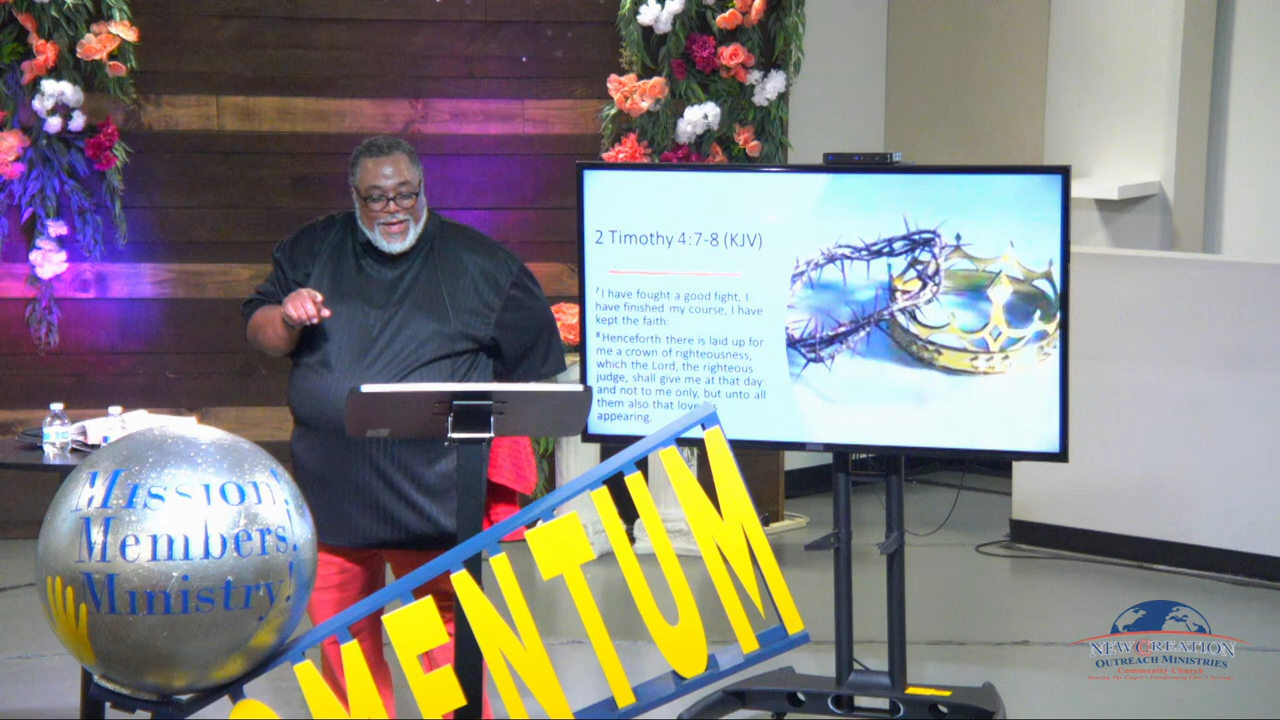 2 Timothy 4:7-8 (KJV)
7 I have fought a good fight, I
have finished my course, I have
kept the faith:
8 Henceforth there is laid up for
me a crown of righteousness,
which the Lord, the righteous
judge, shall give me at that day:
and not to me only, but unto all
them also that love
appearing.
Mission!
Members!
Ministry!
OMENTUM
NEW CREATION
OUTREACH MINISTRIES
Community Church